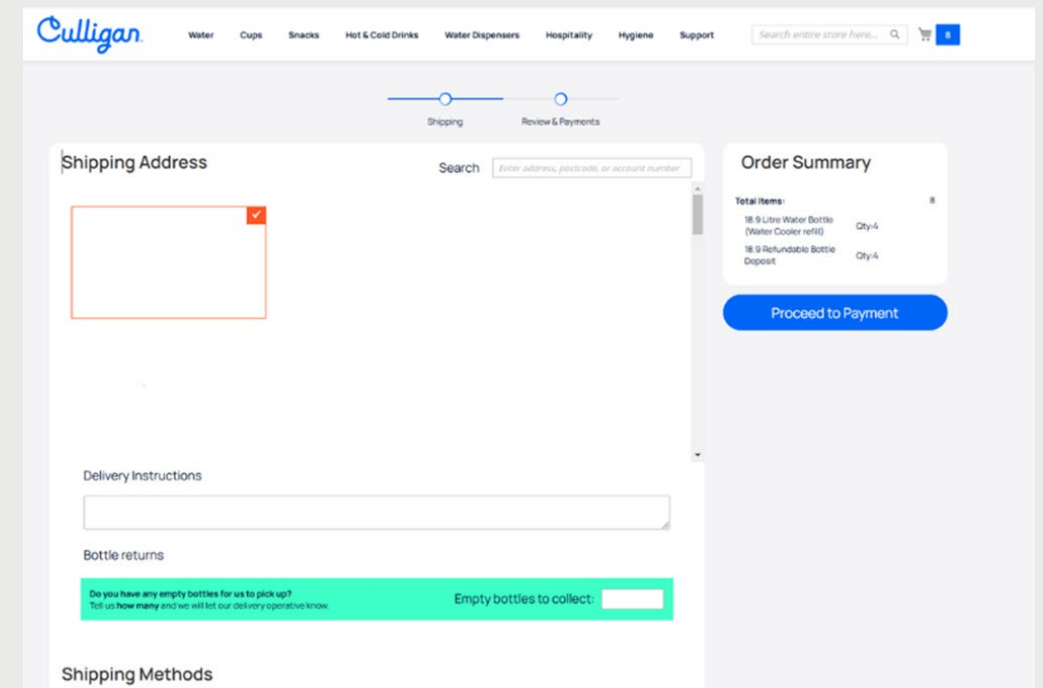 Culligan.
Water Cups Snacks Hot & Cold Drinks Water Dispensers Hospitality Hygiene Support Search entire store here... 8
Shipping Review & Payments
Shipping Address
Search Enter address, postcode, or account number
Order Summary
Total Items: 8
18.9 Litre Water Bottle
(Water Cooler refill) Qty:4
18.9 Refundable Bottle
Deposit Qty:4
Proceed to Payment
Delivery Instructions
Bottle returns
Do you have any empty bottles for us to pick up?
Tell us how many and we will let our delivery operative know.
Empty bottles to collect:
Shipping Methods